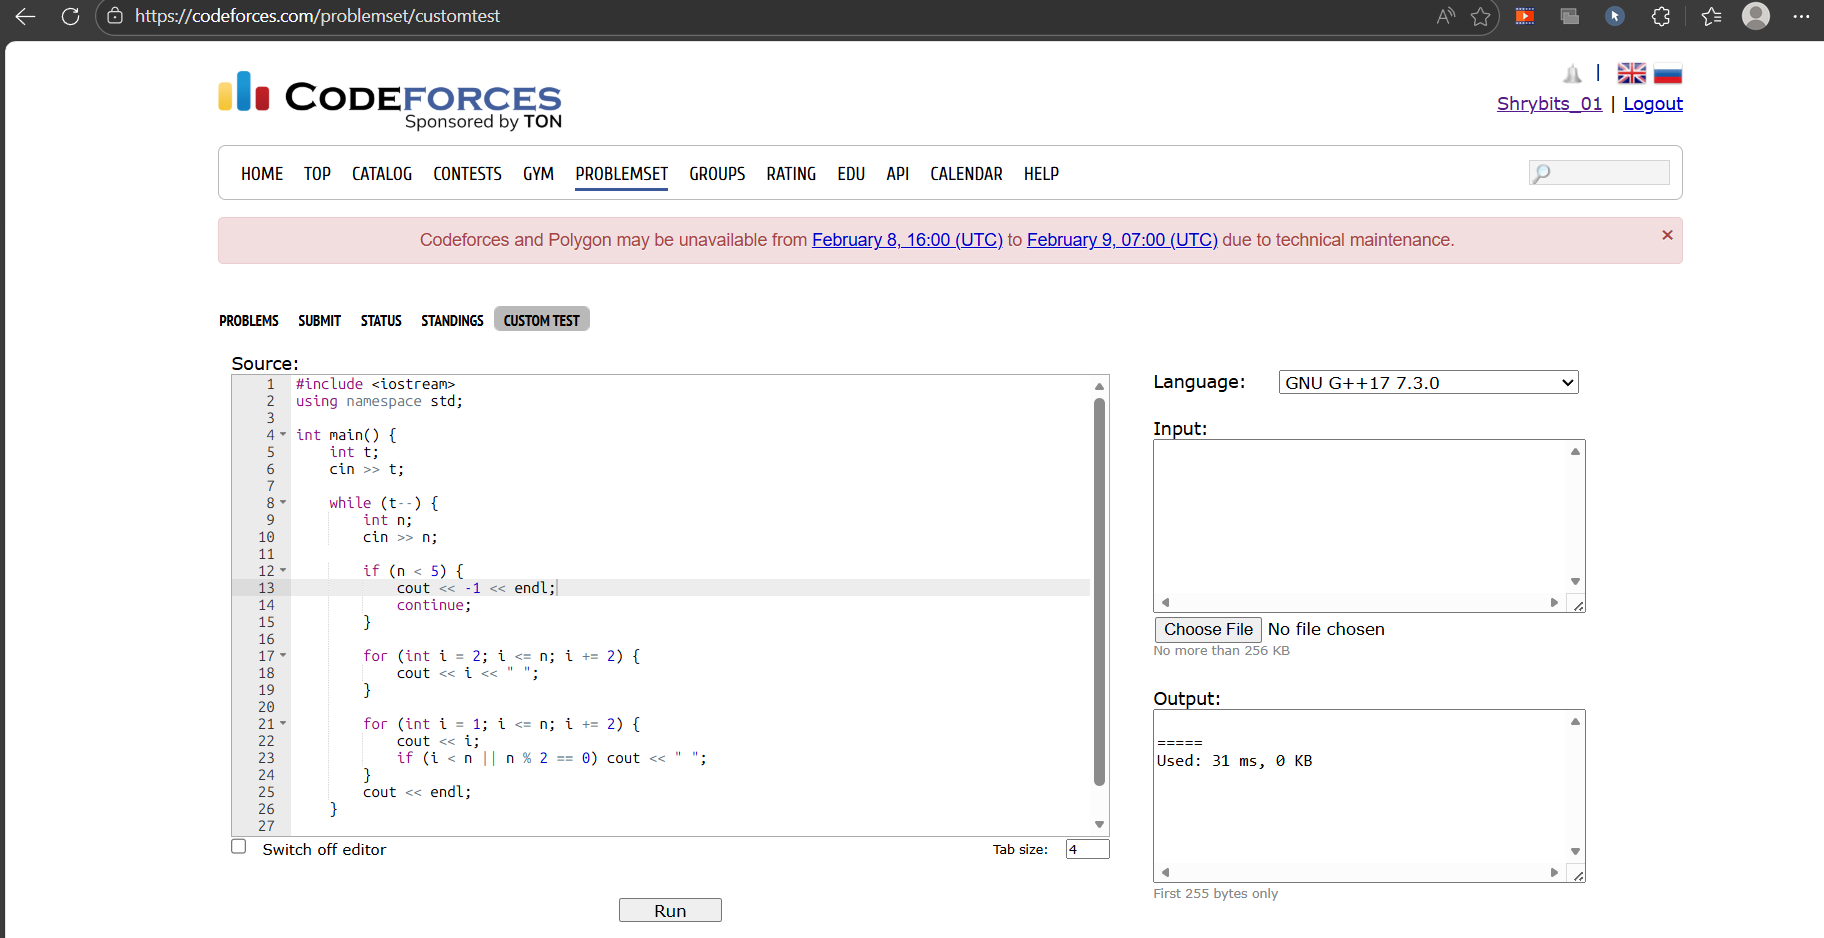 https://codeforces.com/problemset/customtest
CODEFORCES
Sponsored by TON
Shrybits_01 | Logout
HOME TOP CATALOG CONTESTS GYM PROBLEMSET GROUPS RATING EDU API CALENDAR HELP
Codeforces and Polygon may be unavailable from February 8, 16:00 (UTC) to February 9, 07:00 (UTC) due to technical maintenance.
PROBLEMS SUBMIT STATUS STANDINGS CUSTOM TEST
Source:
1 #include <iostream>
2 using namespace std;
3
4 int main() {
5     int t;
6     cin >> t;
7
8     while (t--) {
9         int n;
10         cin >> n;
11
12         if (n < 5) {
13             cout << -1 << endl;
14             continue;
15         }
16
17         for (int i = 2; i <= n; i += 2) {
18             cout << i << " ";
19         }
20
21         for (int i = 1; i <= n; i += 2) {
22             cout << i;
23             if (i < n || n % 2 == 0) cout << " ";
24         }
25         cout << endl;
26     }
27
Switch off editor
Tab size: 4
Run
Language: GNU G++17 7.3.0
Input:
Choose File No file chosen
No more than 256 KB
Output:
=====
Used: 31 ms, 0 KB
First 255 bytes only